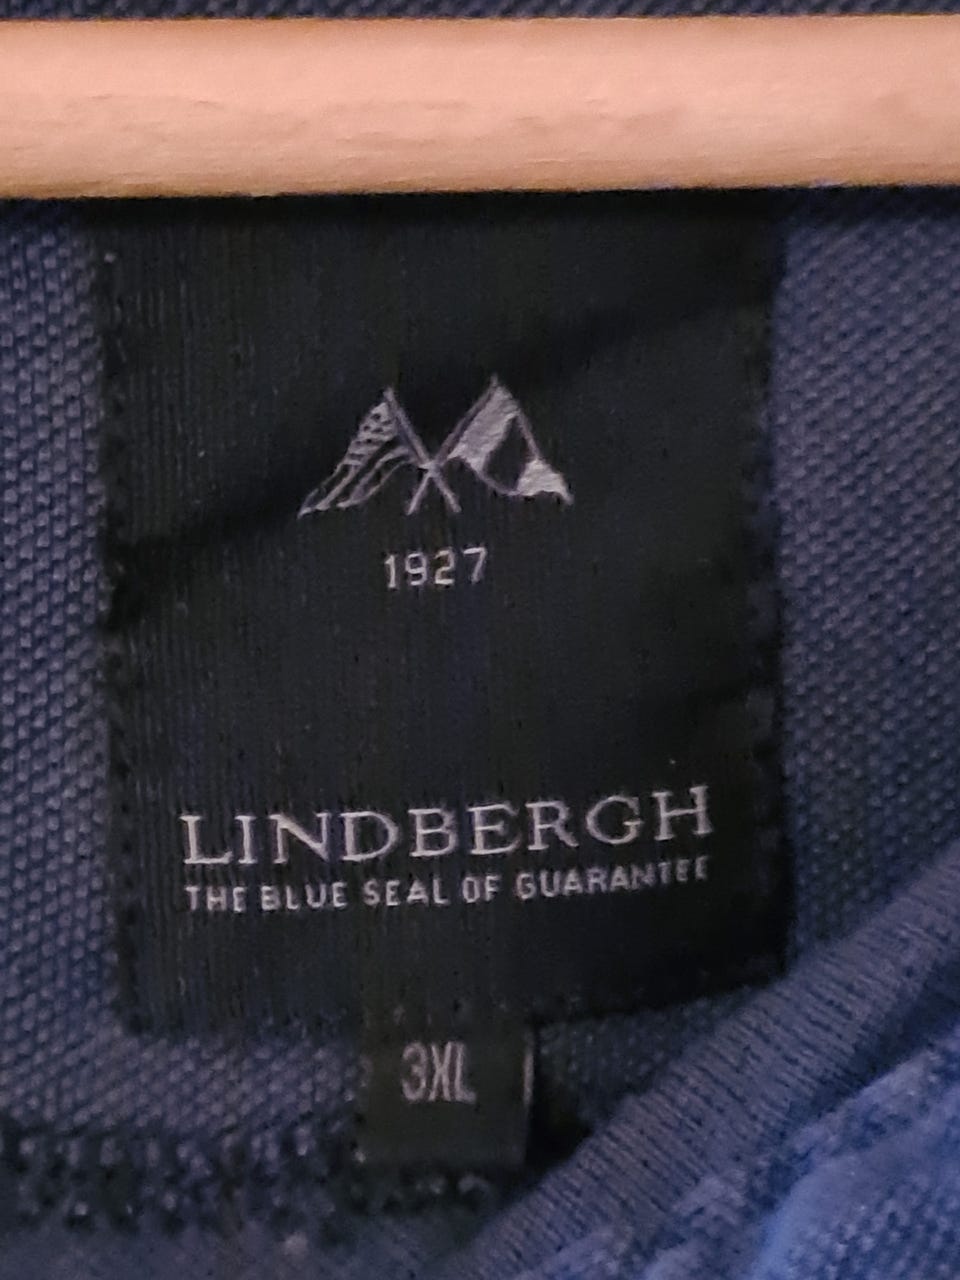 1927
LINDBERGH
THE BLUE SEAL OF GUARANTEE
3XL